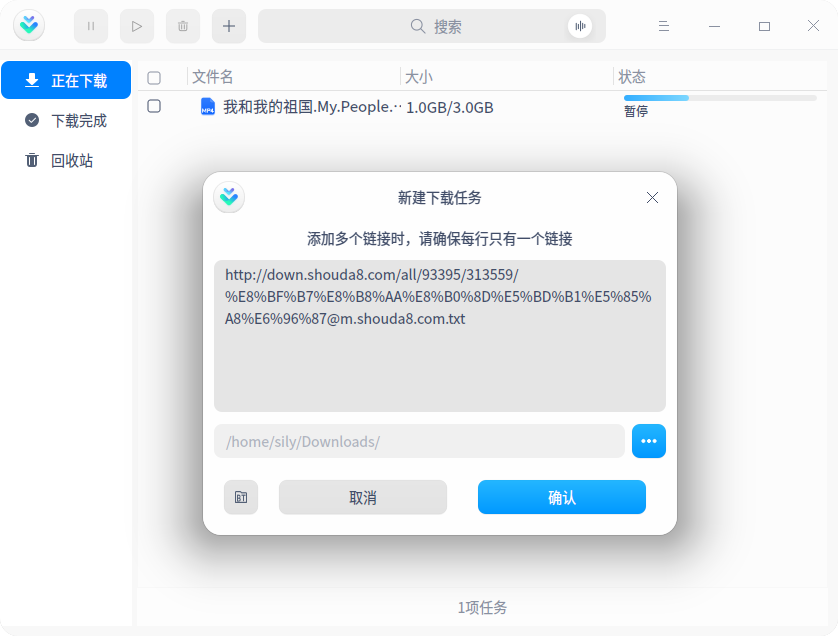 搜索
正在下载
下载完成
回收站
文件名
大小
状态
MP4
我和我的祖国.My.People.··
1.0GB/3.0GB
暂停
新建下载任务
添加多个链接时，请确保每行只有一个链接
http://down.shouda8.com/all/93395/313559/
%E8%BF%B7%E8%B8%AA%E8%B0%8D%E5%BD%B1%E5%85%
A8%E6%96%87@m.shouda8.com.txt
/home/sily/Downloads/
BT
取消
确认
1项任务